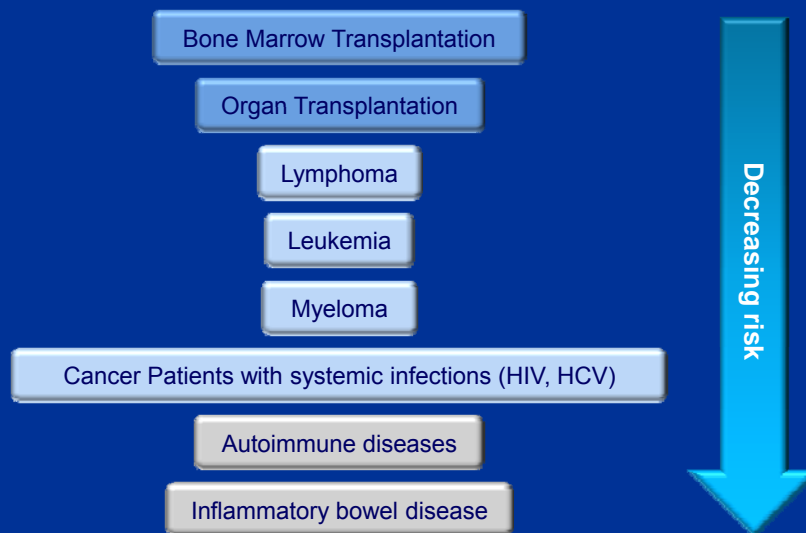 Bone Marrow Transplantation
Organ Transplantation
Lymphoma
Leukemia
Myeloma
Cancer Patients with systemic infections (HIV, HCV)
Autoimmune diseases
Inflammatory bowel disease
Decreasing risk